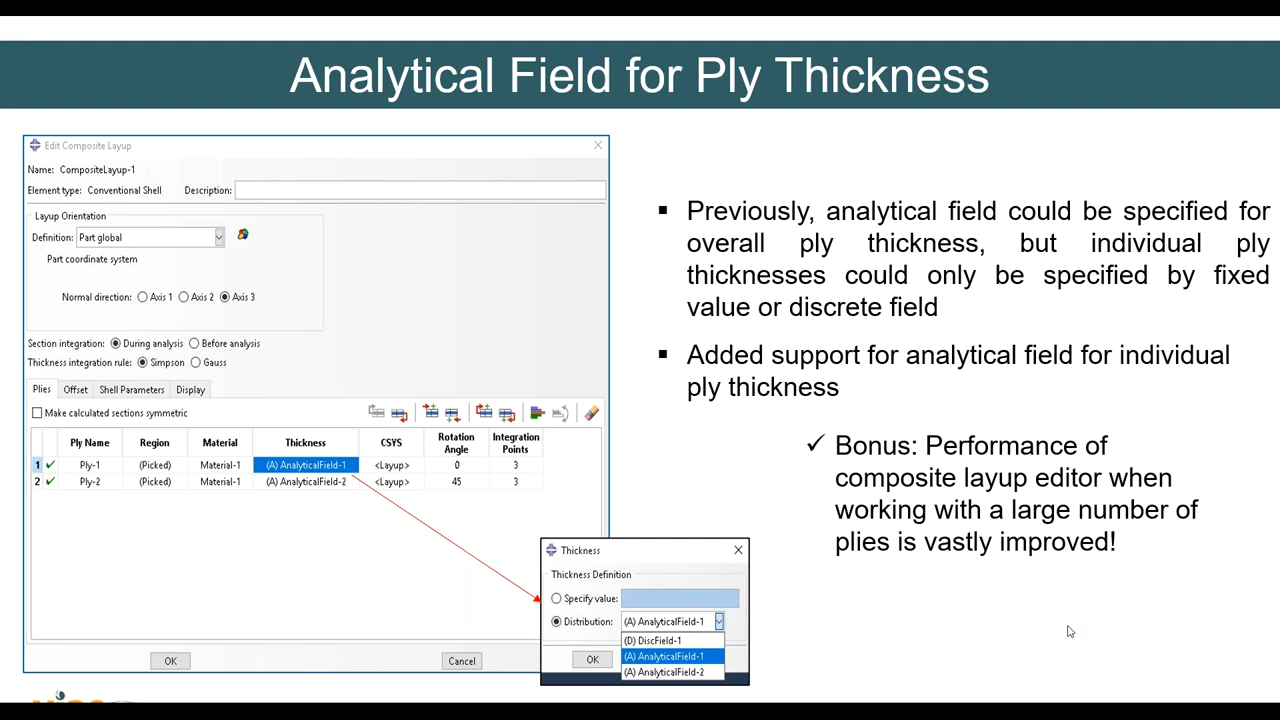 Analytical Field for Ply Thickness
Edit Composite Layup
Name: CompositeLayup-1
Element type: Conventional Shell Description:
Layup Orientation
Definition: Part global
Part coordinate system
Normal direction: Axis 1 Axis 2 Axis 3
Section integration: During analysis Before analysis
Thickness integration rule: Simpson Gauss
Plies Offset Shell Parameters Display
Make calculated sections symmetric
Ply Name Region Material Thickness CSYS Rotation Angle Integration Points
1 Ply-1 (Picked) Material-1 (A) AnalyticalField-1 <Layup> 0 3
2 Ply-2 (Picked) Material-1 (A) AnalyticalField-2 <Layup> 45 3
OK Cancel
Thickness
Thickness Definition
Specify value:
Distribution: (A) AnalyticalField-1
(D) DiscField-1
(A) AnalyticalField-1
(A) AnalyticalField-2
OK
▪ Previously, analytical field could be specified for
overall ply thickness, but individual ply
thicknesses could only be specified by fixed
value or discrete field
▪ Added support for analytical field for individual
ply thickness
✓ Bonus: Performance of
composite layup editor when
working with a large number of
plies is vastly improved!